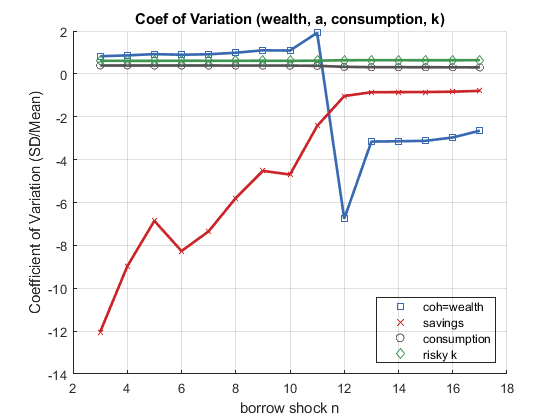 Coef of Variation (wealth, a, consumption, k)
2
0
-2
-4
-6
-8
-10
-12
-14
Coefficient of Variation (SD/Mean)
coh=wealth
savings
consumption
risky k
2 4 6 8 10 12 14 16 18
borrow shock n